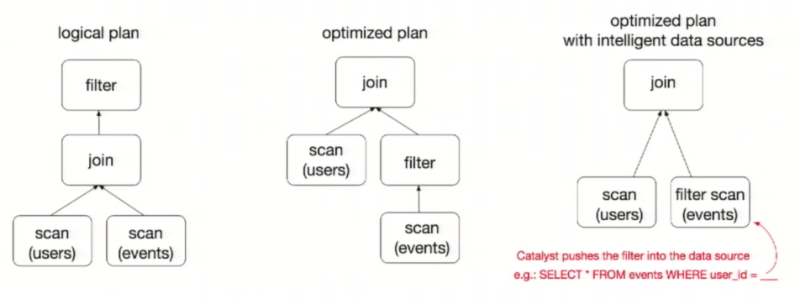 logical plan
filter
join
scan
(users)
scan
(events)
optimized plan
join
scan
(users)
filter
scan
(events)
optimized plan
with intelligent data sources
join
scan
(users)
filter scan
(events)
Catalyst pushes the filter into the data source
e.g.: SELECT * FROM events WHERE user_id = ___